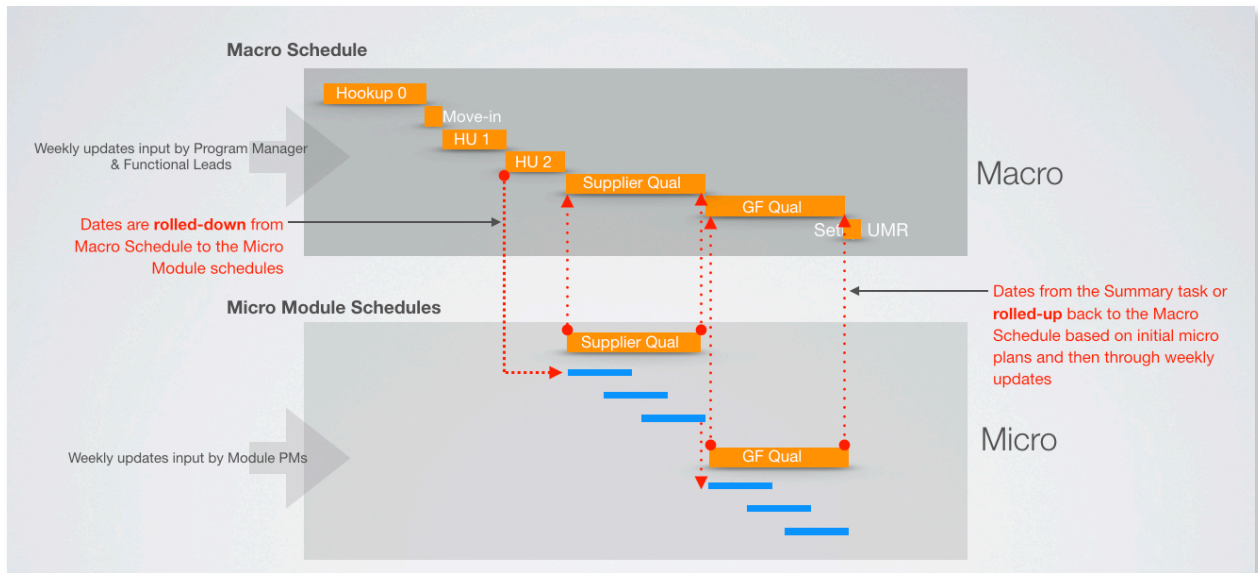 Macro Schedule
Hookup 0
Move-in
HU 1
Weekly updates input by Program Manager
& Functional Leads
HU 2
Supplier Qual
Macro
GF Qual
Dates are rolled-down from
Macro Schedule to the Micro
Module schedules
UMR
Micro Module Schedules
Dates from the Summary task or
rolled-up back to the Macro
Schedule based on initial micro
plans and then through weekly
updates
Supplier Qual
Micro
Weekly updates input by Module PMs
GF Qual